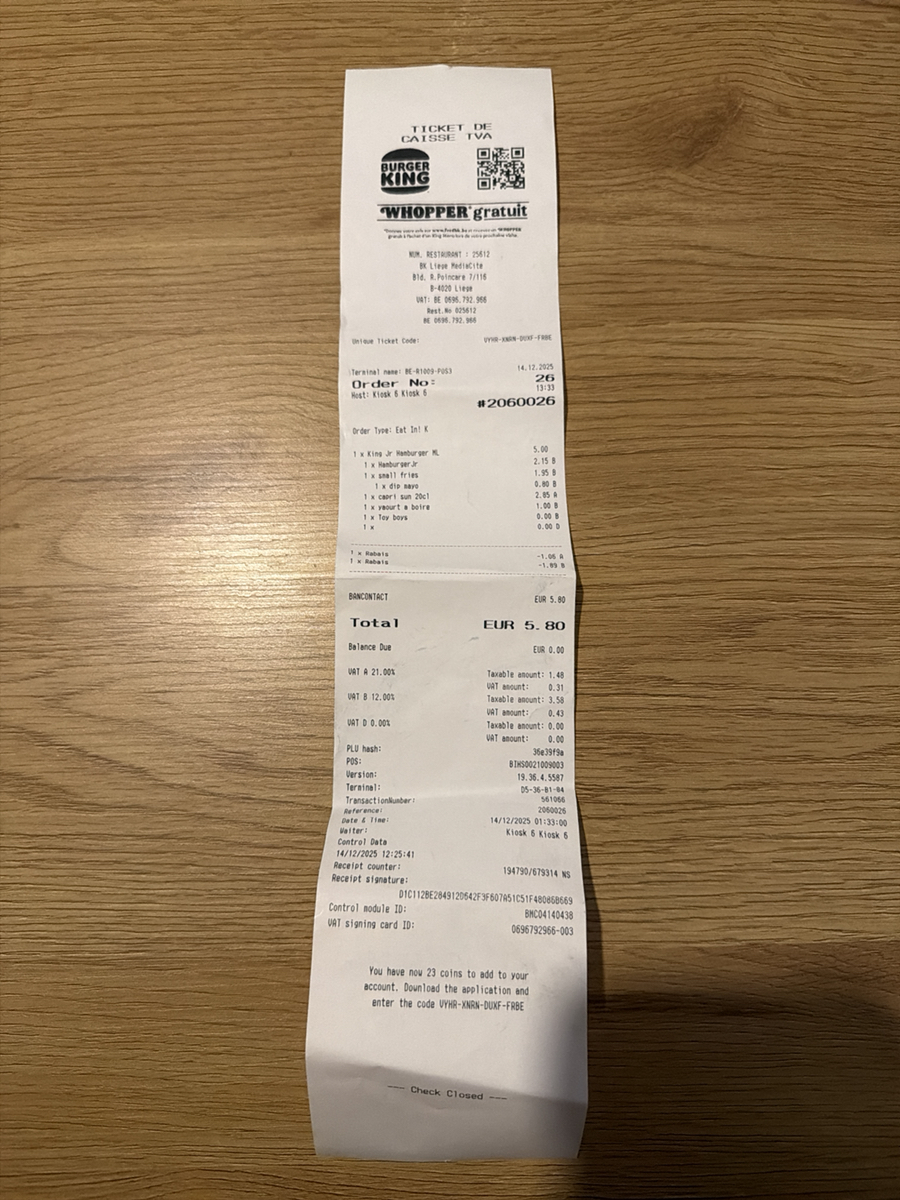 TICKET DE
CAISSE TVA
BURGER
KING
WHOPPER gratuit
NUM. RESTAURANT : 25612
BK Liege MediaCite
Bld. R.Poincare 7/116
B-4020 Liege
VAT: BE 0696.792.966
Rest.No 025612
BE 0696.792.966
Unique Ticket Code: UYHR-XNRN-DUXF-FRBE
Terminal name: BE-R1009-POS3 14.12.2025
Order No: 26
Host: Kiosk 6 Kiosk 6 13:33
#2060026
Order Type: Eat In! K
1 x King Jr Hamburger ML 5.00
1 x HamburgerJr 2.15 B
1 x small fries 1.95 B
1 x dip mayo 0.80 B
1 x capri sun 20cl 2.85 A
1 x yaourt a boire 1.00 B
1 x Toy boys 0.00 B
1 x 0.00 D
1 x Rabais -1.06 A
1 x Rabais -1.89 B
BANCONTACT EUR 5.80
Total EUR 5.80
Balance Due EUR 0.00
VAT A 21.00% Taxable amount: 1.48
VAT amount: 0.31
VAT B 12.00% Taxable amount: 3.58
VAT amount: 0.43
VAT D 0.00% Taxable amount: 0.00
VAT amount: 0.00
PLU hash: 36e39f9a
POS: BIHS0021009003
Version: 19.36.4.5587
Terminal: D5-36-B1-04
TransactionNumber: 561066
Reference: 2060026
Date & Time: 14/12/2025 01:33:00
Waiter: Kiosk 6 Kiosk 6
Control Data
14/12/2025 12:25:41
Receipt counter: 194790/679314 NS
Receipt signature:
Control module ID: BMC04140438
VAT signing card ID: 0696792966-003
You have now 23 coins to add to your
account. Download the application and
enter the code UYHR-XNRN-DUXF-FRBE
--- Check Closed ---